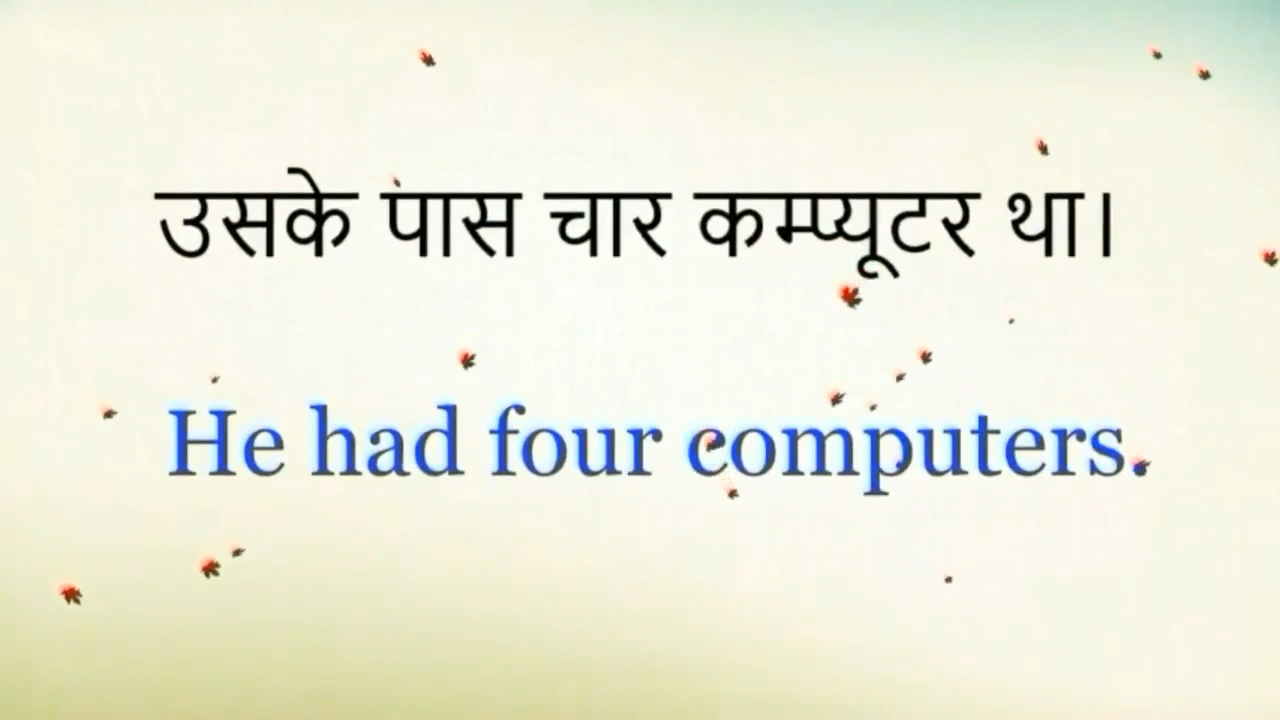 उसके पास चार कम्प्यूटर था।
He had four computers.